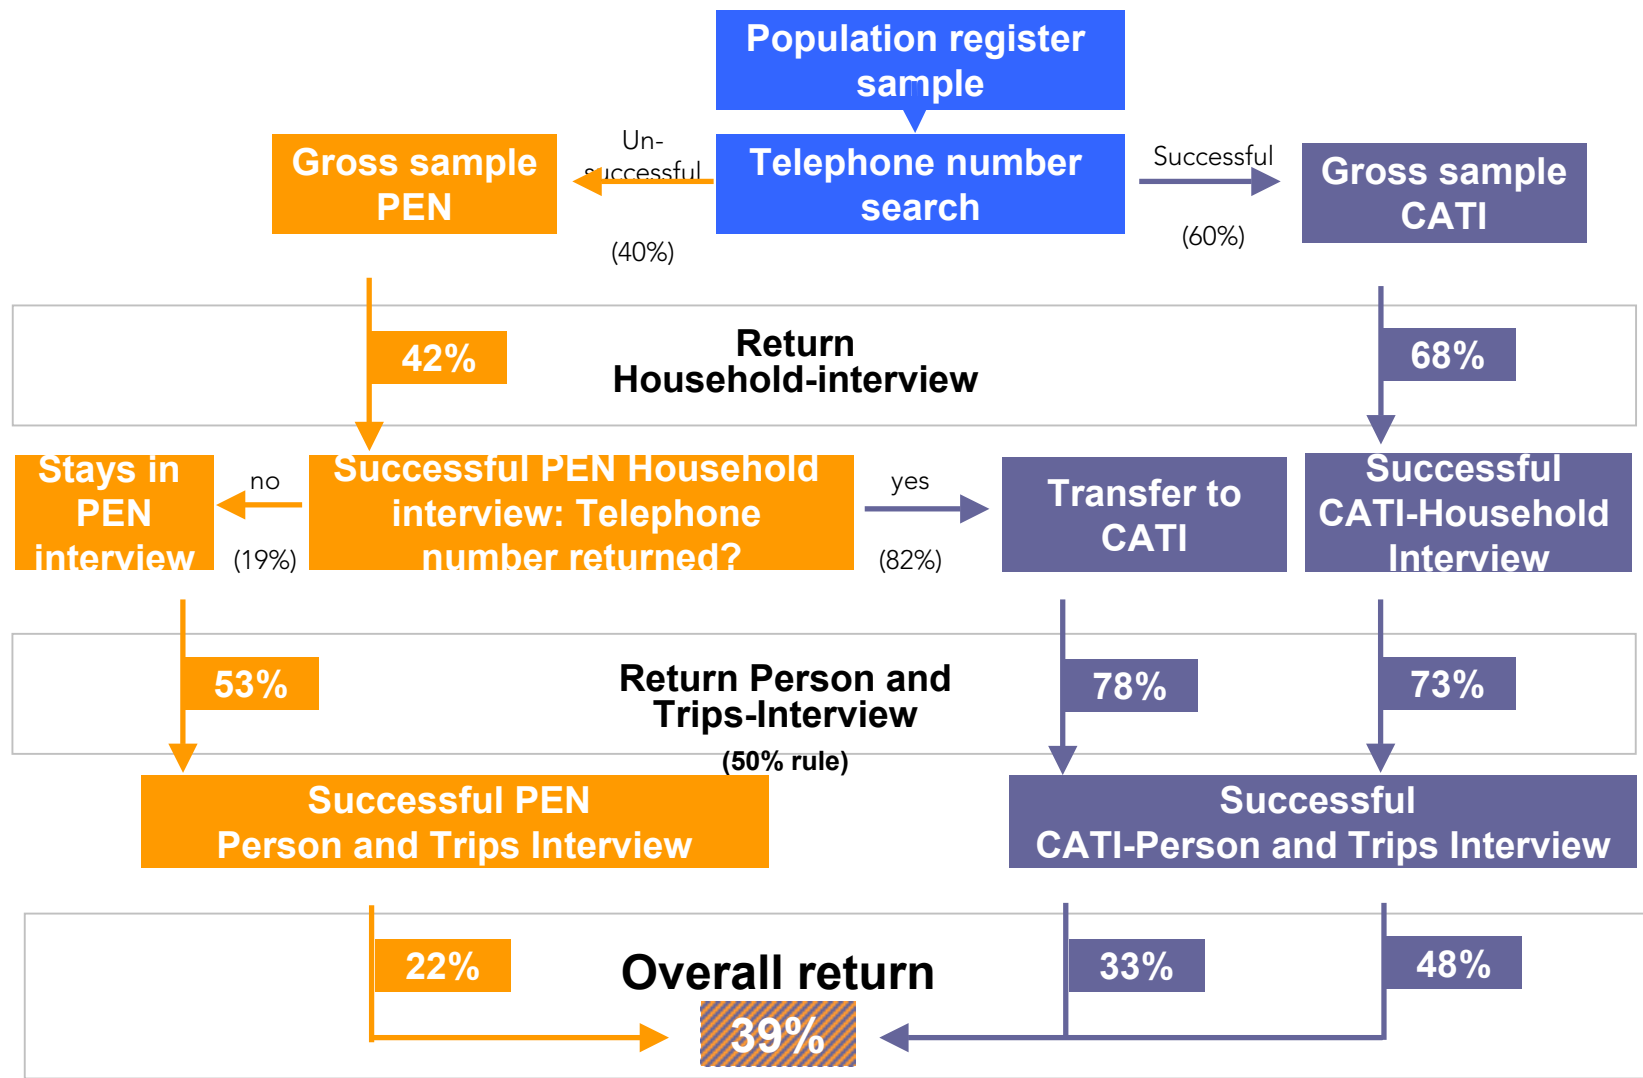 Population register
sample
Un-
successful
Successful
Gross sample
PEN
Telephone number
search
Gross sample
CATI
(40%)
(60%)
42%
Return
Household-interview
68%
Stays in
PEN
interview
no
(19%)
Successful PEN Household
interview: Telephone
number returned?
yes
(82%)
Transfer to
CATI
Successful
CATI-Household
Interview
53%
Return Person and
Trips-Interview
(50% rule)
78%
73%
Successful PEN
Person and Trips Interview
Successful
CATI-Person and Trips Interview
22%
Overall return
39%
33%
48%